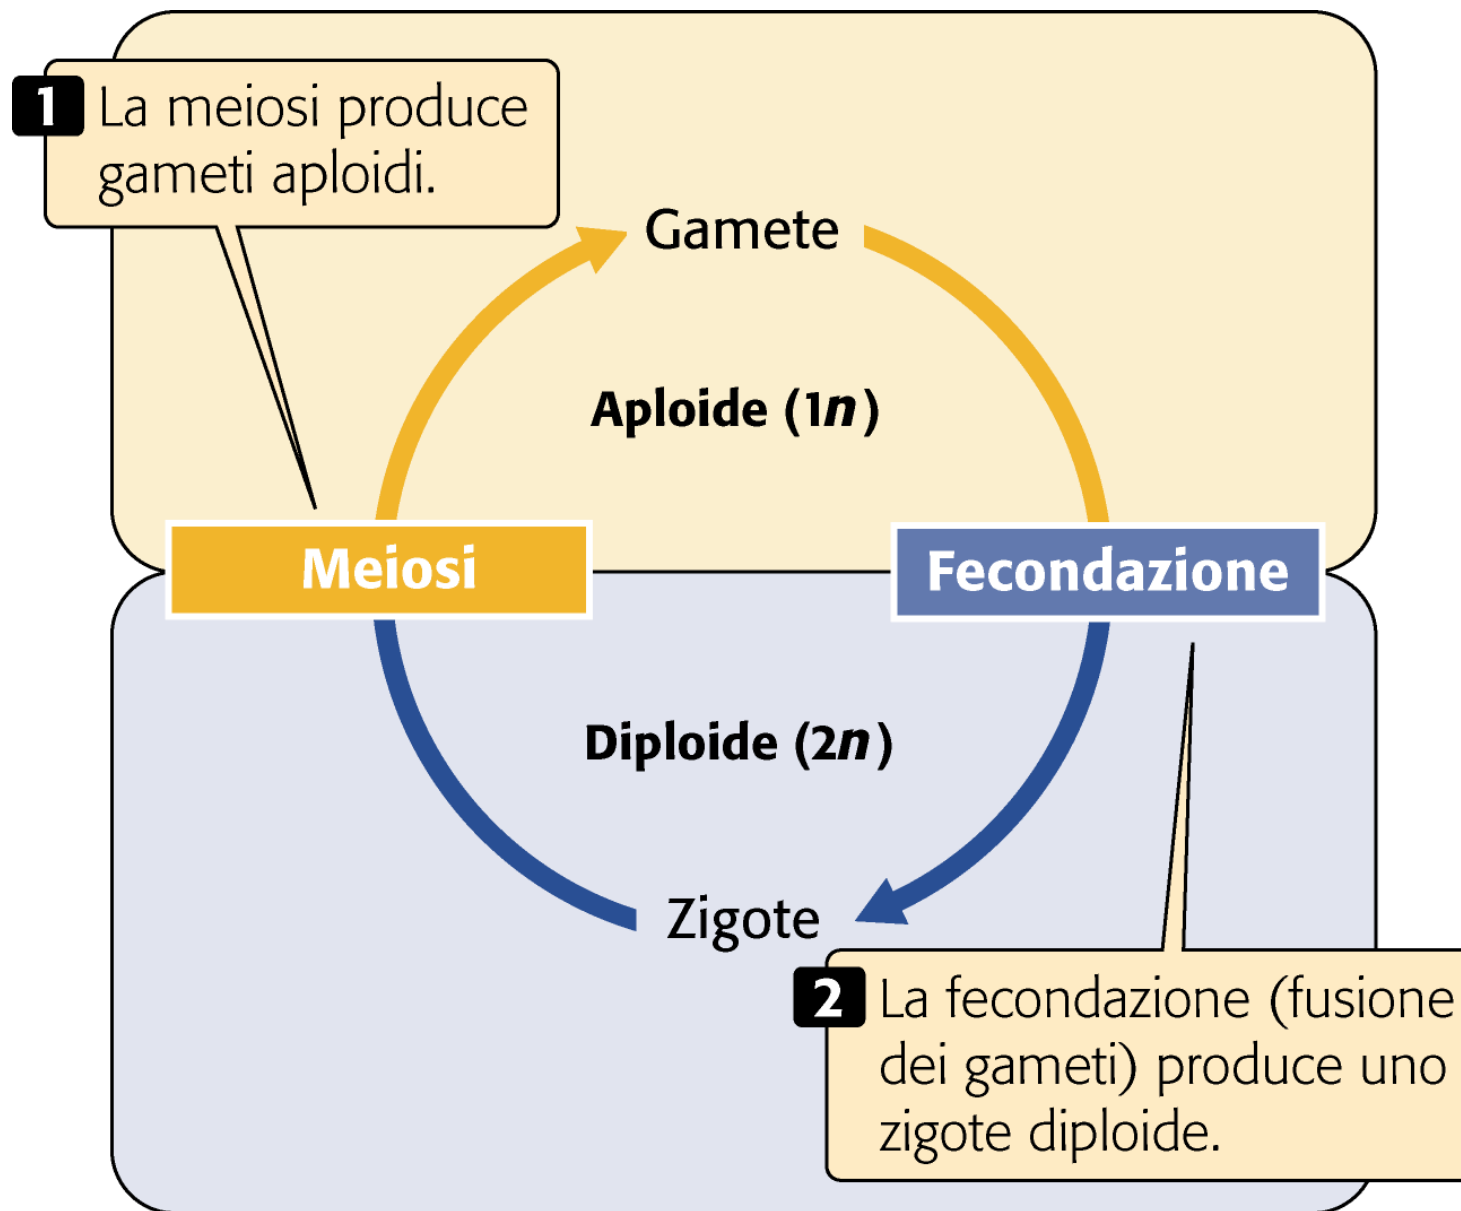 1 La meiosi produce
gameti aploidi.
Gamete
Aploide (1n)
Meiosi
Fecondazione
Diploide (2n)
Zigote
2 La fecondazione (fusione
dei gameti) produce uno
zigote diploide.